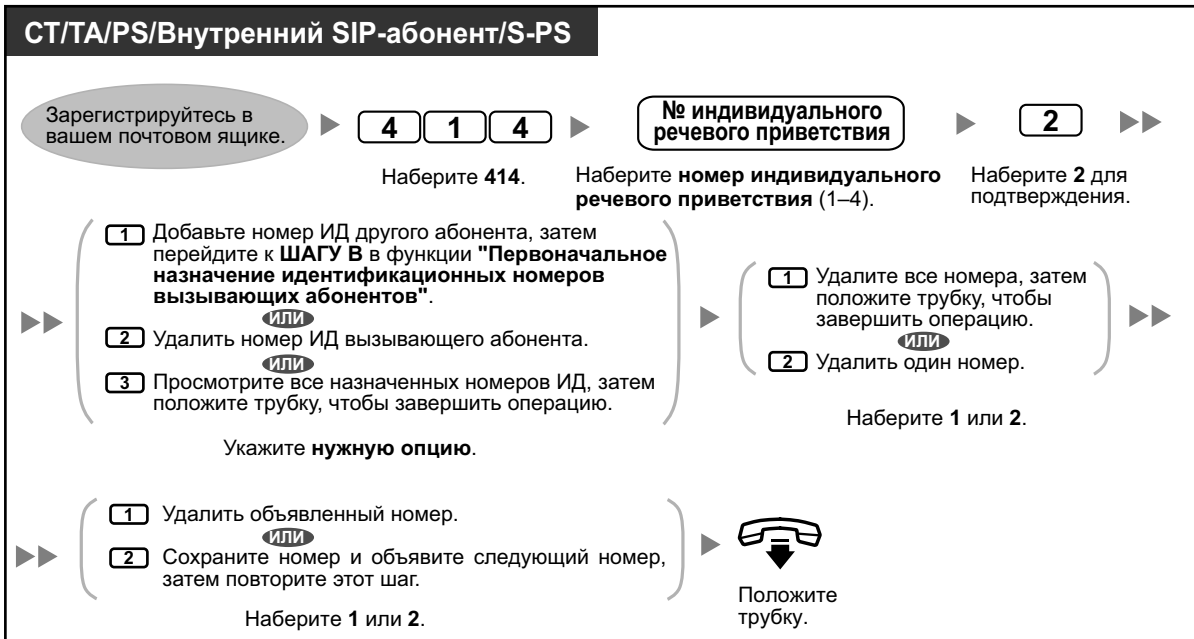 СТ/ТА/PS/Внутренний SIP-абонент/S-PS
Зарегистрируйтесь в
вашем почтовом ящике.
4 1 4
№ индивидуального
речевого приветствия
2
Наберите 414.
Наберите номер индивидуального
речевого приветствия (1–4).
Наберите 2 для
подтверждения.
1 Добавьте номер ИД другого абонента, затем
перейдите к ШАГУ В в функции "Первоначальное
назначение идентификационных номеров
вызывающих абонентов".
ИЛИ
2 Удалить номер ИД вызывающего абонента.
ИЛИ
3 Просмотрите все назначенных номеров ИД, затем
положите трубку, чтобы завершить операцию.
Укажите нужную опцию.
1 Удалите все номера, затем
положите трубку, чтобы
завершить операцию.
ИЛИ
2 Удалить один номер.
Наберите 1 или 2.
1 Удалить объявленный номер.
ИЛИ
2 Сохраните номер и объявите следующий номер,
затем повторите этот шаг.
Наберите 1 или 2.
Положите
трубку.